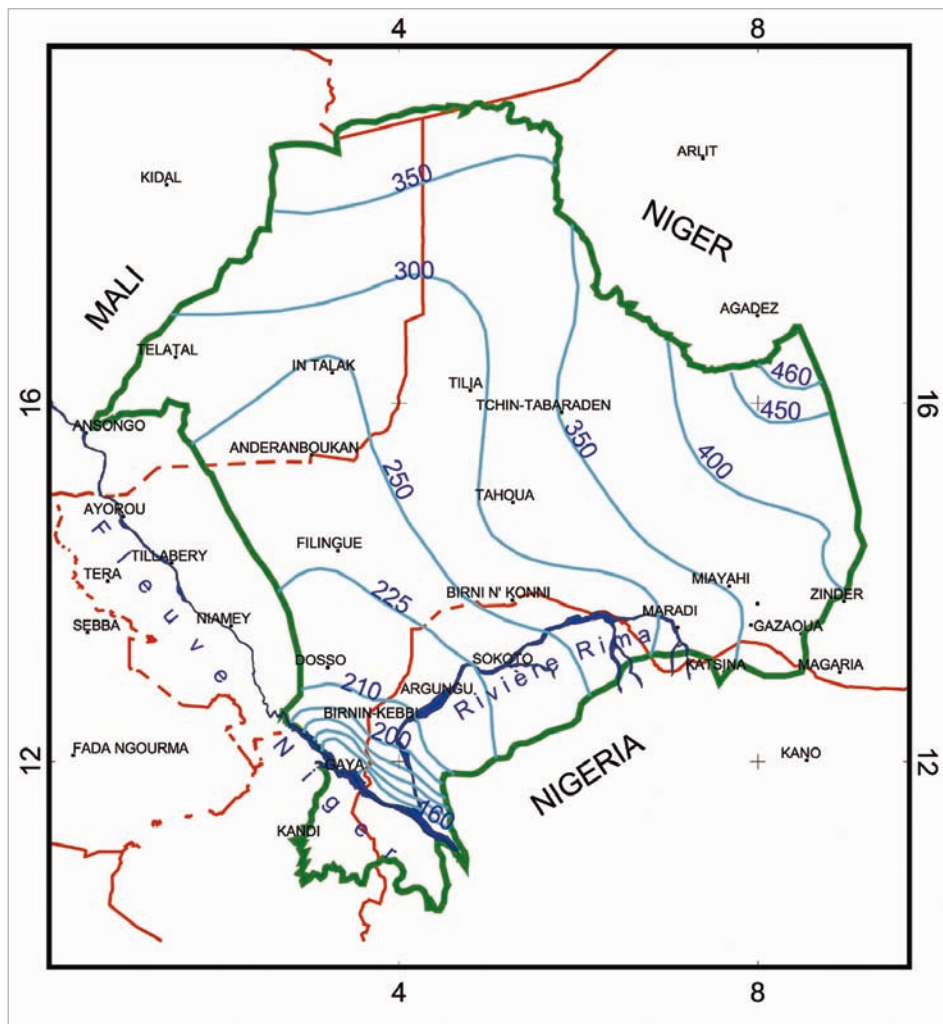 4 8
KIDAL
ARLIT
350
NIGER
MALI
300
AGADEZ
TELATAL
IN TALAK
TILIA
460
16 16
TCHIN-TABARADEN
450
ANSONGO
350
ANDERANBOUKAN
400
250
TAHOUA
AYOROU
FILINGUE
TILLABERY
TERA
MIAYAHI
225
BIRNI N' KONNI
ZINDER
NIAMEY
MARADI
SEBBA
GAZAOUA
Rivière Rima
DOSSO
SOKOTO
KATSINA
MAGARIA
210
ARGUNGU.
BIRNIN-KEBBI
200
FADA NGOURMA
KANO
12 12
GAYA
NIGERIA
160
KANDI
Fleuve Niger
4 8